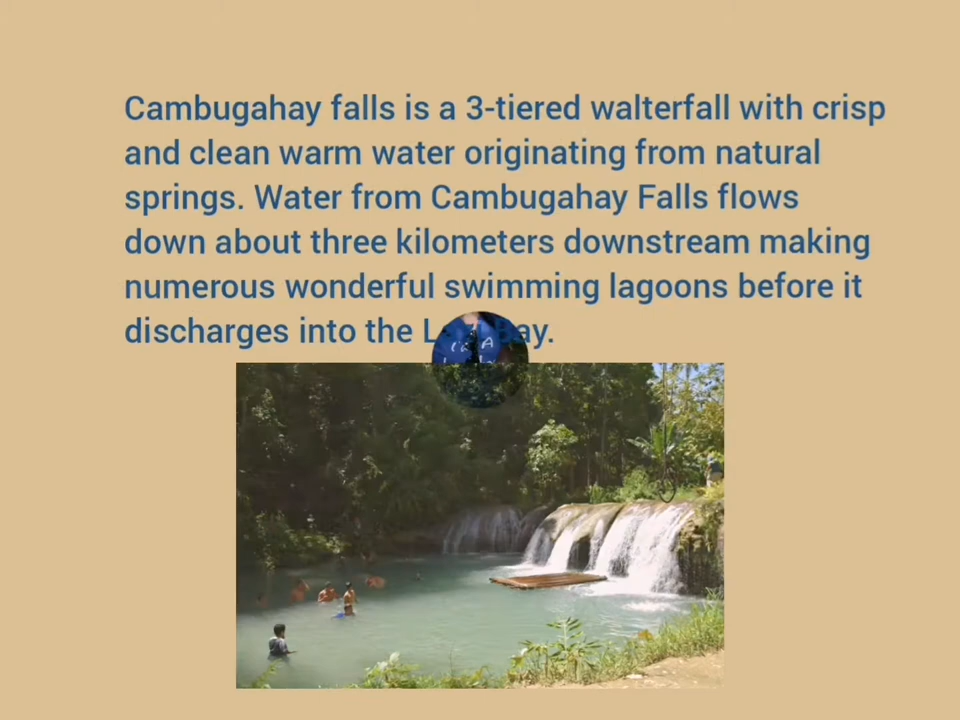 Cambugahay falls is a 3-tiered walterfall with crisp
and clean warm water originating from natural
springs. Water from Cambugahay Falls flows
down about three kilometers downstream making
numerous wonderful swimming lagoons before it
discharges into the Bay.